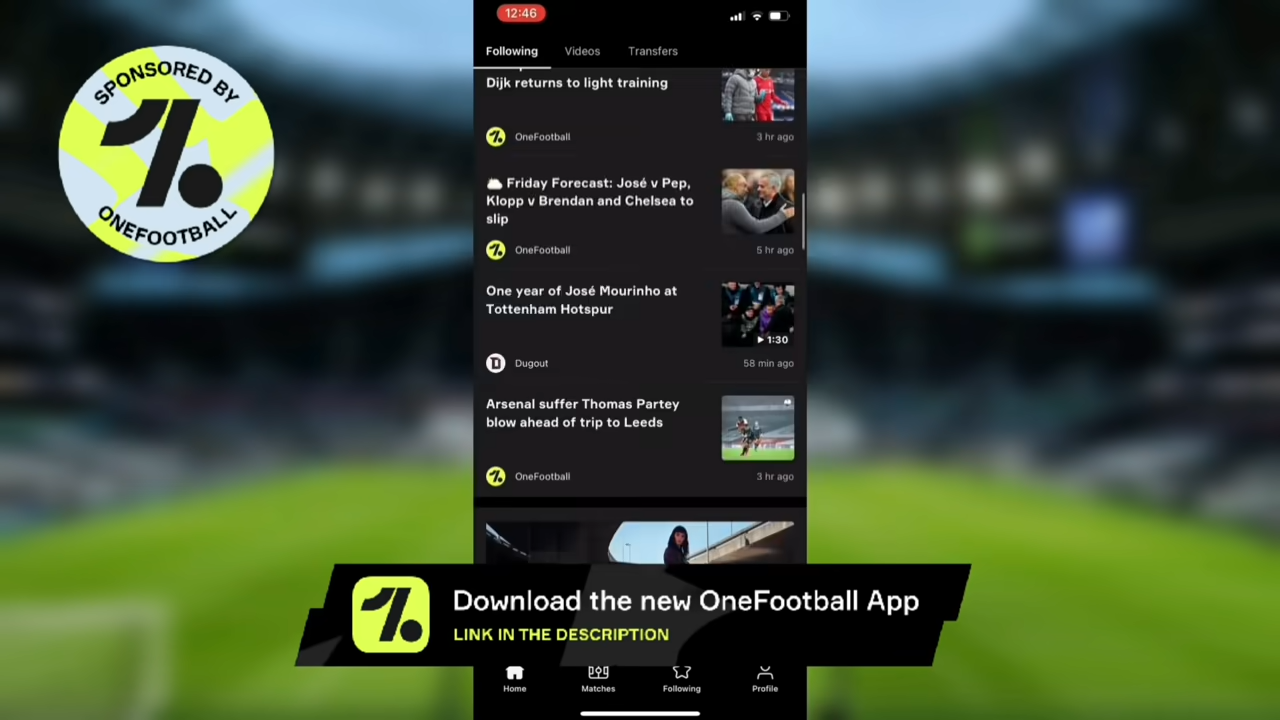 SPONSORED BY
ONEFOOTBALL
12:46
Following Videos Transfers
Dijk returns to light training
OneFootball 3 hr ago
Friday Forecast: José v Pep,
Klopp v Brendan and Chelsea to
slip
OneFootball 5 hr ago
One year of José Mourinho at
Tottenham Hotspur
1:30
D Dugout 58 min ago
Arsenal suffer Thomas Partey
blow ahead of trip to Leeds
OneFootball 3 hr ago
Download the new OneFootball App
LINK IN THE DESCRIPTION
Home Matches Following Profile